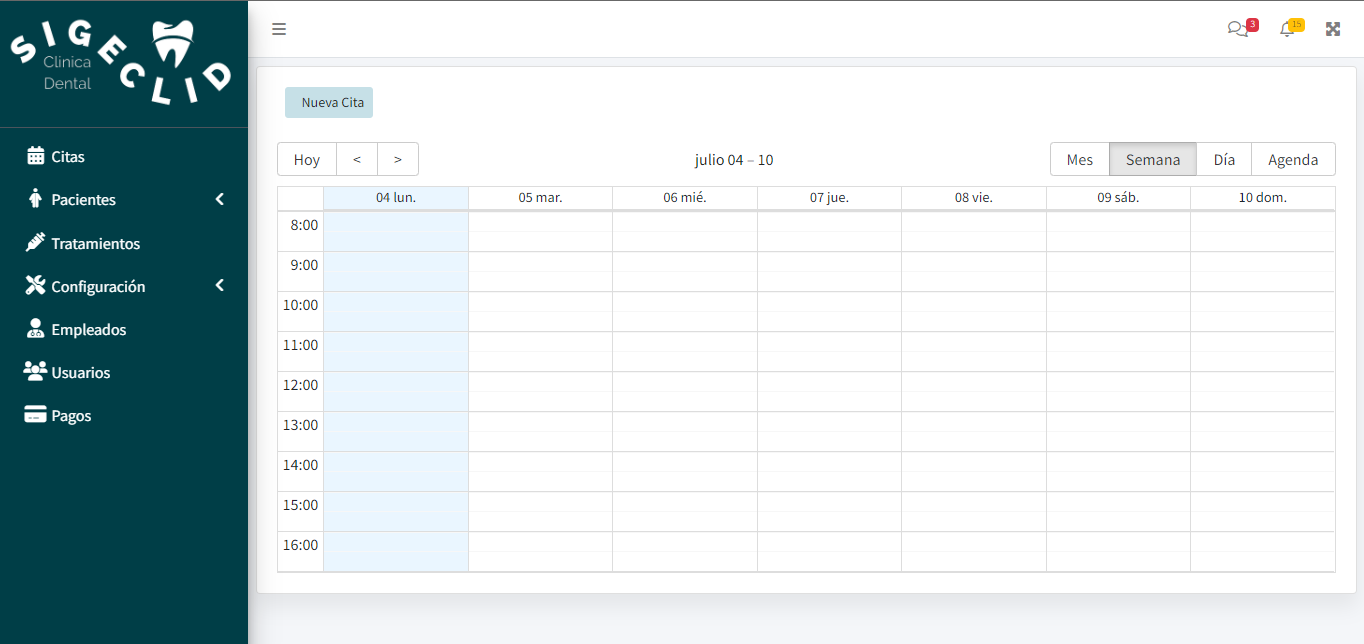 SIGECLID
Clinica
Dental
Citas
Pacientes
Tratamientos
Configuración
Empleados
Usuarios
Pagos
3
15
Nueva Cita
Hoy < > julio 04 – 10 Mes Semana Día Agenda
04 lun. 05 mar. 06 mié. 07 jue. 08 vie. 09 sáb. 10 dom.
8:00
9:00
10:00
11:00
12:00
13:00
14:00
15:00
16:00